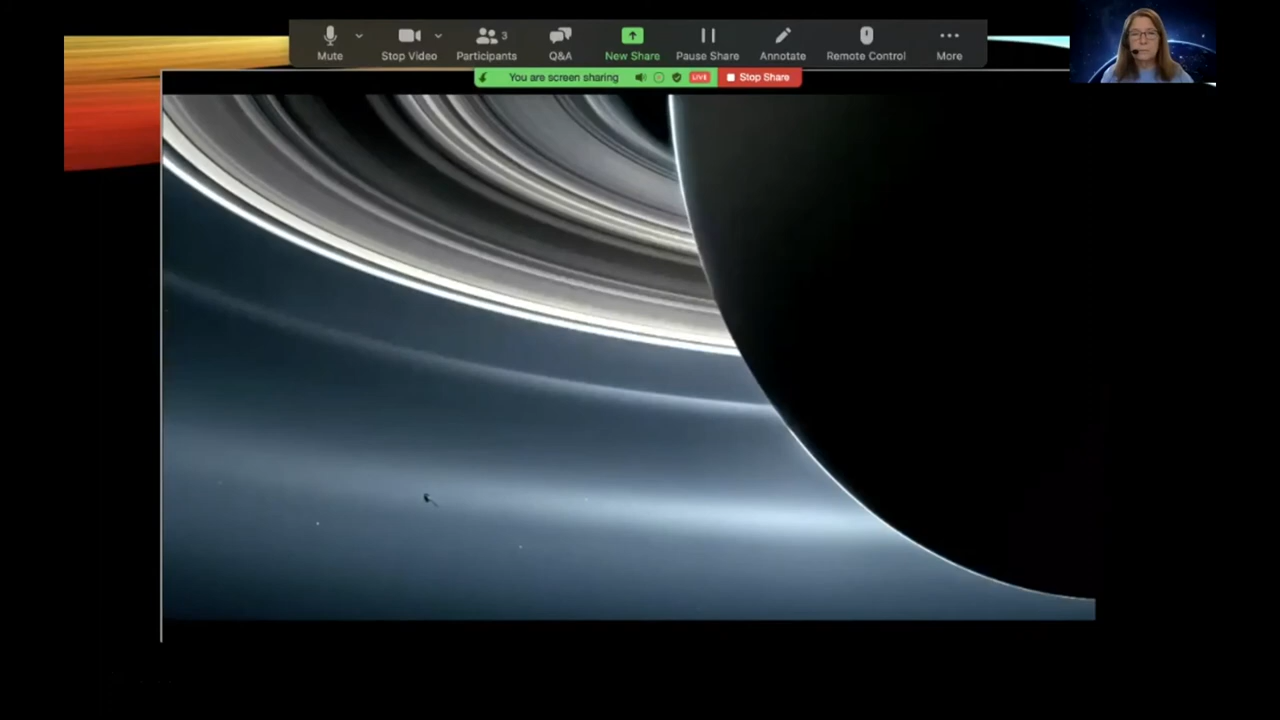 Mute
Stop Video
Participants
3
Q&A
New Share
Pause Share
Annotate
Remote Control
More
You are screen sharing
LIVE
Stop Share